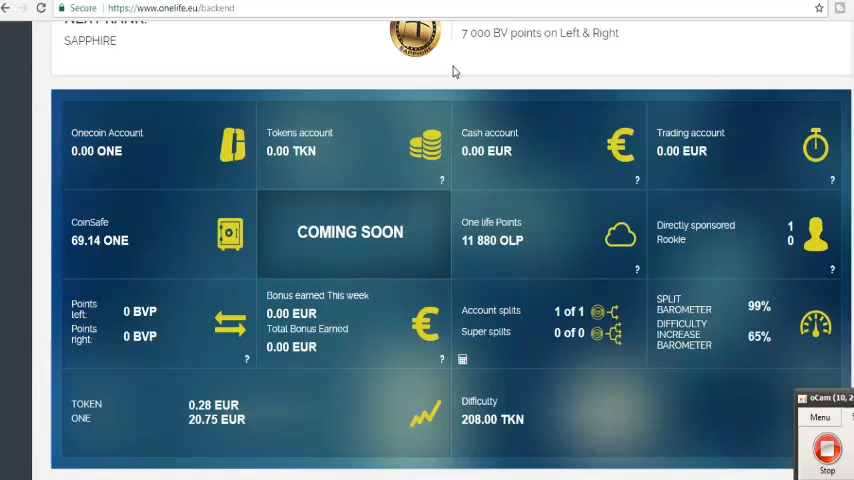 Secure https://www.onelife.eu/backend
SAPPHIRE
SAPPHIRE
7 000 BV points on Left & Right
Onecoin Account
0.00 ONE
Tokens account
0.00 TKN
?
Cash account
0.00 EUR
?
Trading account
0.00 EUR
?
CoinSafe
69.14 ONE
COMING SOON
One life Points
11 880 OLP
?
Directly sponsored 1
Rookie 0
?
Points left: 0 BVP
Points right: 0 BVP
?
Bonus earned This week
0.00 EUR
Total Bonus Earned
0.00 EUR
?
Account splits 1 of 1
Super splits 0 of 0
SPLIT BAROMETER 99%
DIFFICULTY INCREASE BAROMETER 65%
TOKEN 0.28 EUR
ONE 20.75 EUR
Difficulty
208.00 TKN
oCam (10, 2
Menu
Stop